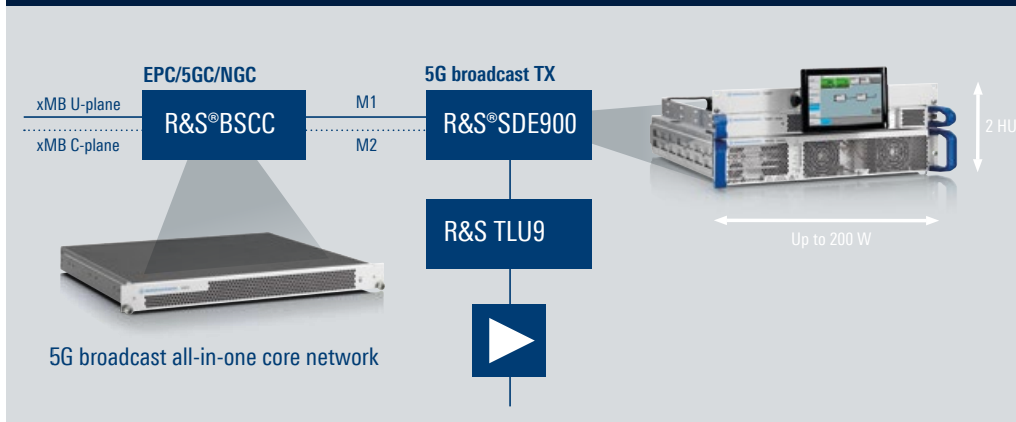 EPC/5GC/NGC
5G broadcast TX
xMB U-plane
R&S®BSCC
M1
R&S®SDE900
xMB C-plane
M2
2 HU
R&S TLU9
Up to 200 W
5G broadcast all-in-one core network